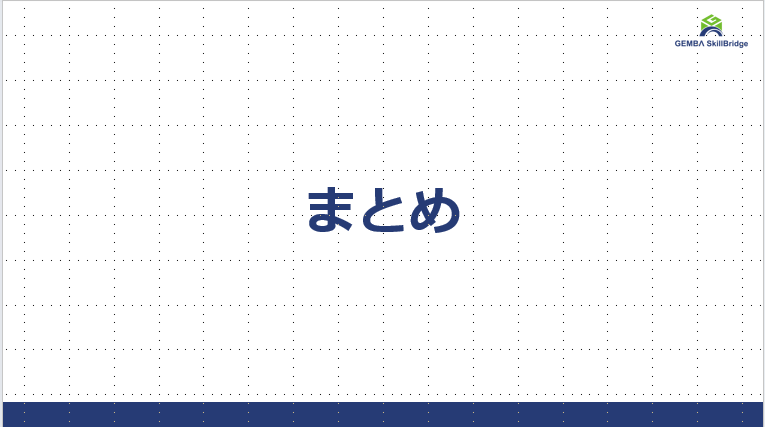 GEMBA SkillBridge
まとめ